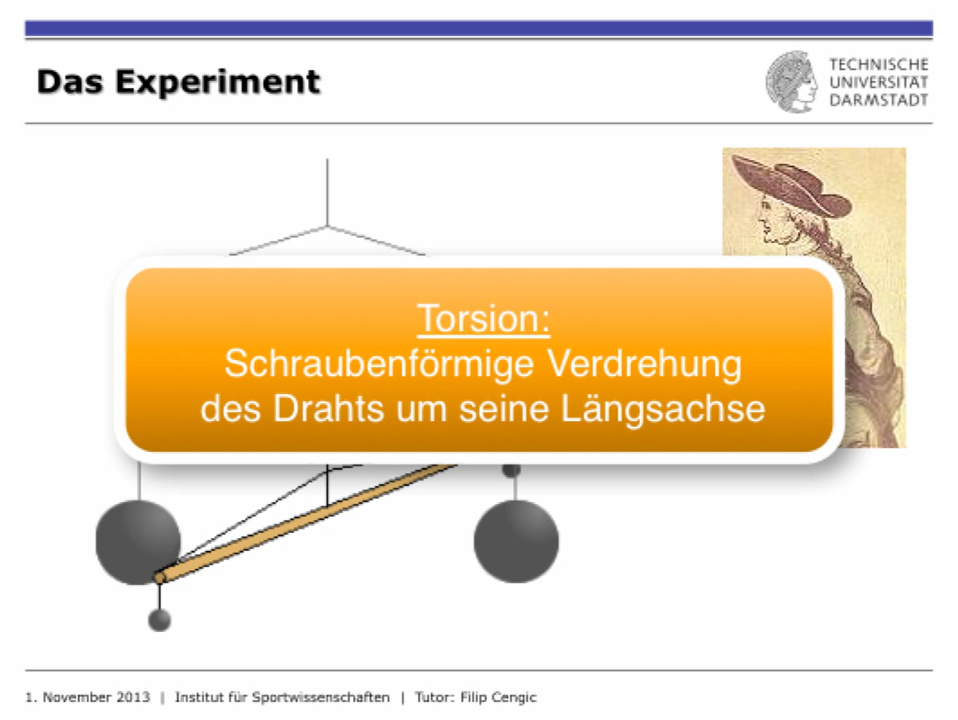 Das Experiment
TECHNISCHE
UNIVERSITÄT
DARMSTADT
Torsion:
Schraubenförmige Verdrehung
des Drahts um seine Längsachse
1. November 2013 | Institut für Sportwissenschaften | Tutor: Filip Cengic